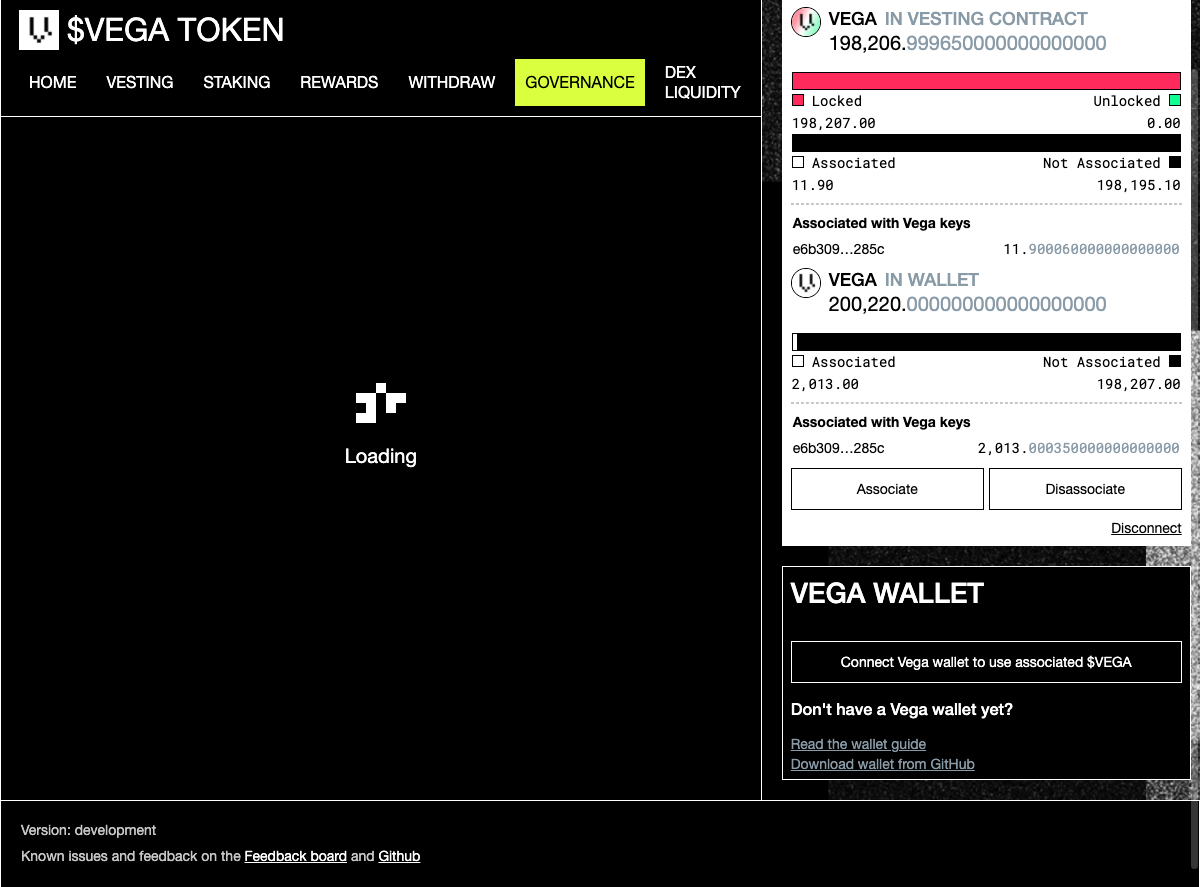 $VEGA TOKEN
HOME VESTING STAKING REWARDS WITHDRAW GOVERNANCE DEX LIQUIDITY
Loading
VEGA IN VESTING CONTRACT
198,206.999650000000000000
Locked Unlocked
198,207.00 0.00
Associated Not Associated
11.90 198,195.10
Associated with Vega keys
e6b309…285c 11.900060000000000000
VEGA IN WALLET
200,220.000000000000000000
Associated Not Associated
2,013.00 198,207.00
Associated with Vega keys
e6b309…285c 2,013.000350000000000000
Associate Disassociate
Disconnect
VEGA WALLET
Connect Vega wallet to use associated $VEGA
Don't have a Vega wallet yet?
Read the wallet guide
Download wallet from GitHub
Version: development
Known issues and feedback on the Feedback board and Github